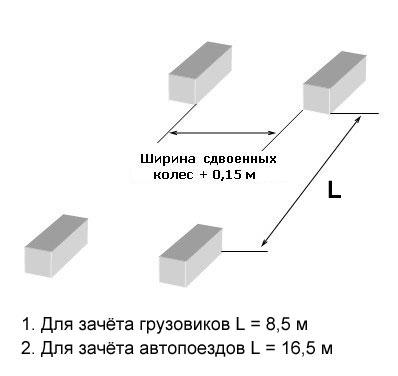 Ширина сдвоенных
колес + 0,15 м
L
1. Для зачёта грузовиков L = 8,5 м
2. Для зачёта автопоездов L = 16,5 м